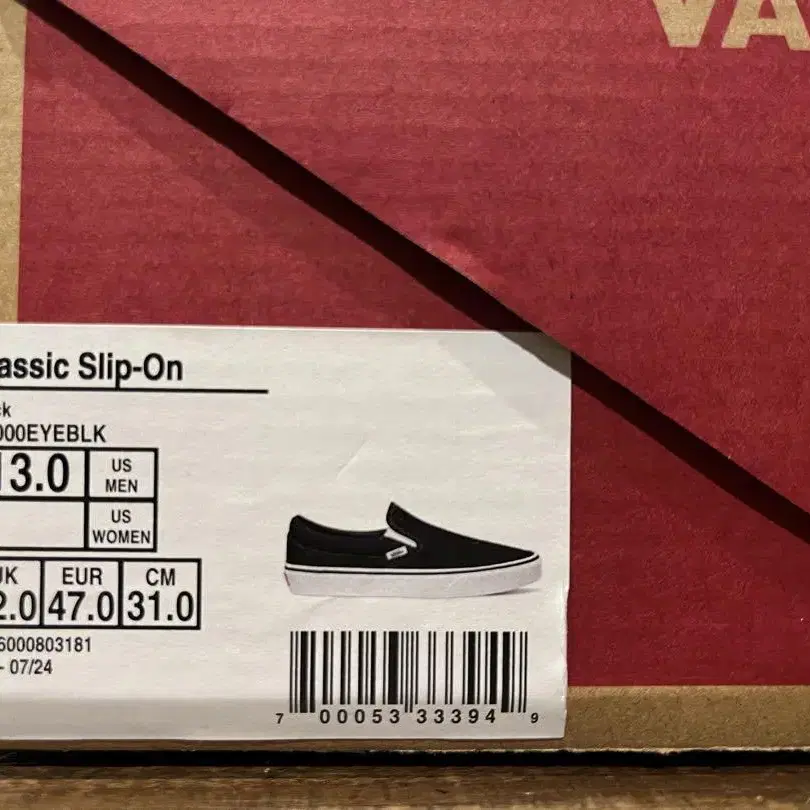 VA
assic Slip-On
ck
000EYEBLK
13.0 US MEN
US WOMEN
UK EUR CM
2.0 47.0 31.0
6000803181
- 07/24
7 00053 33394 9